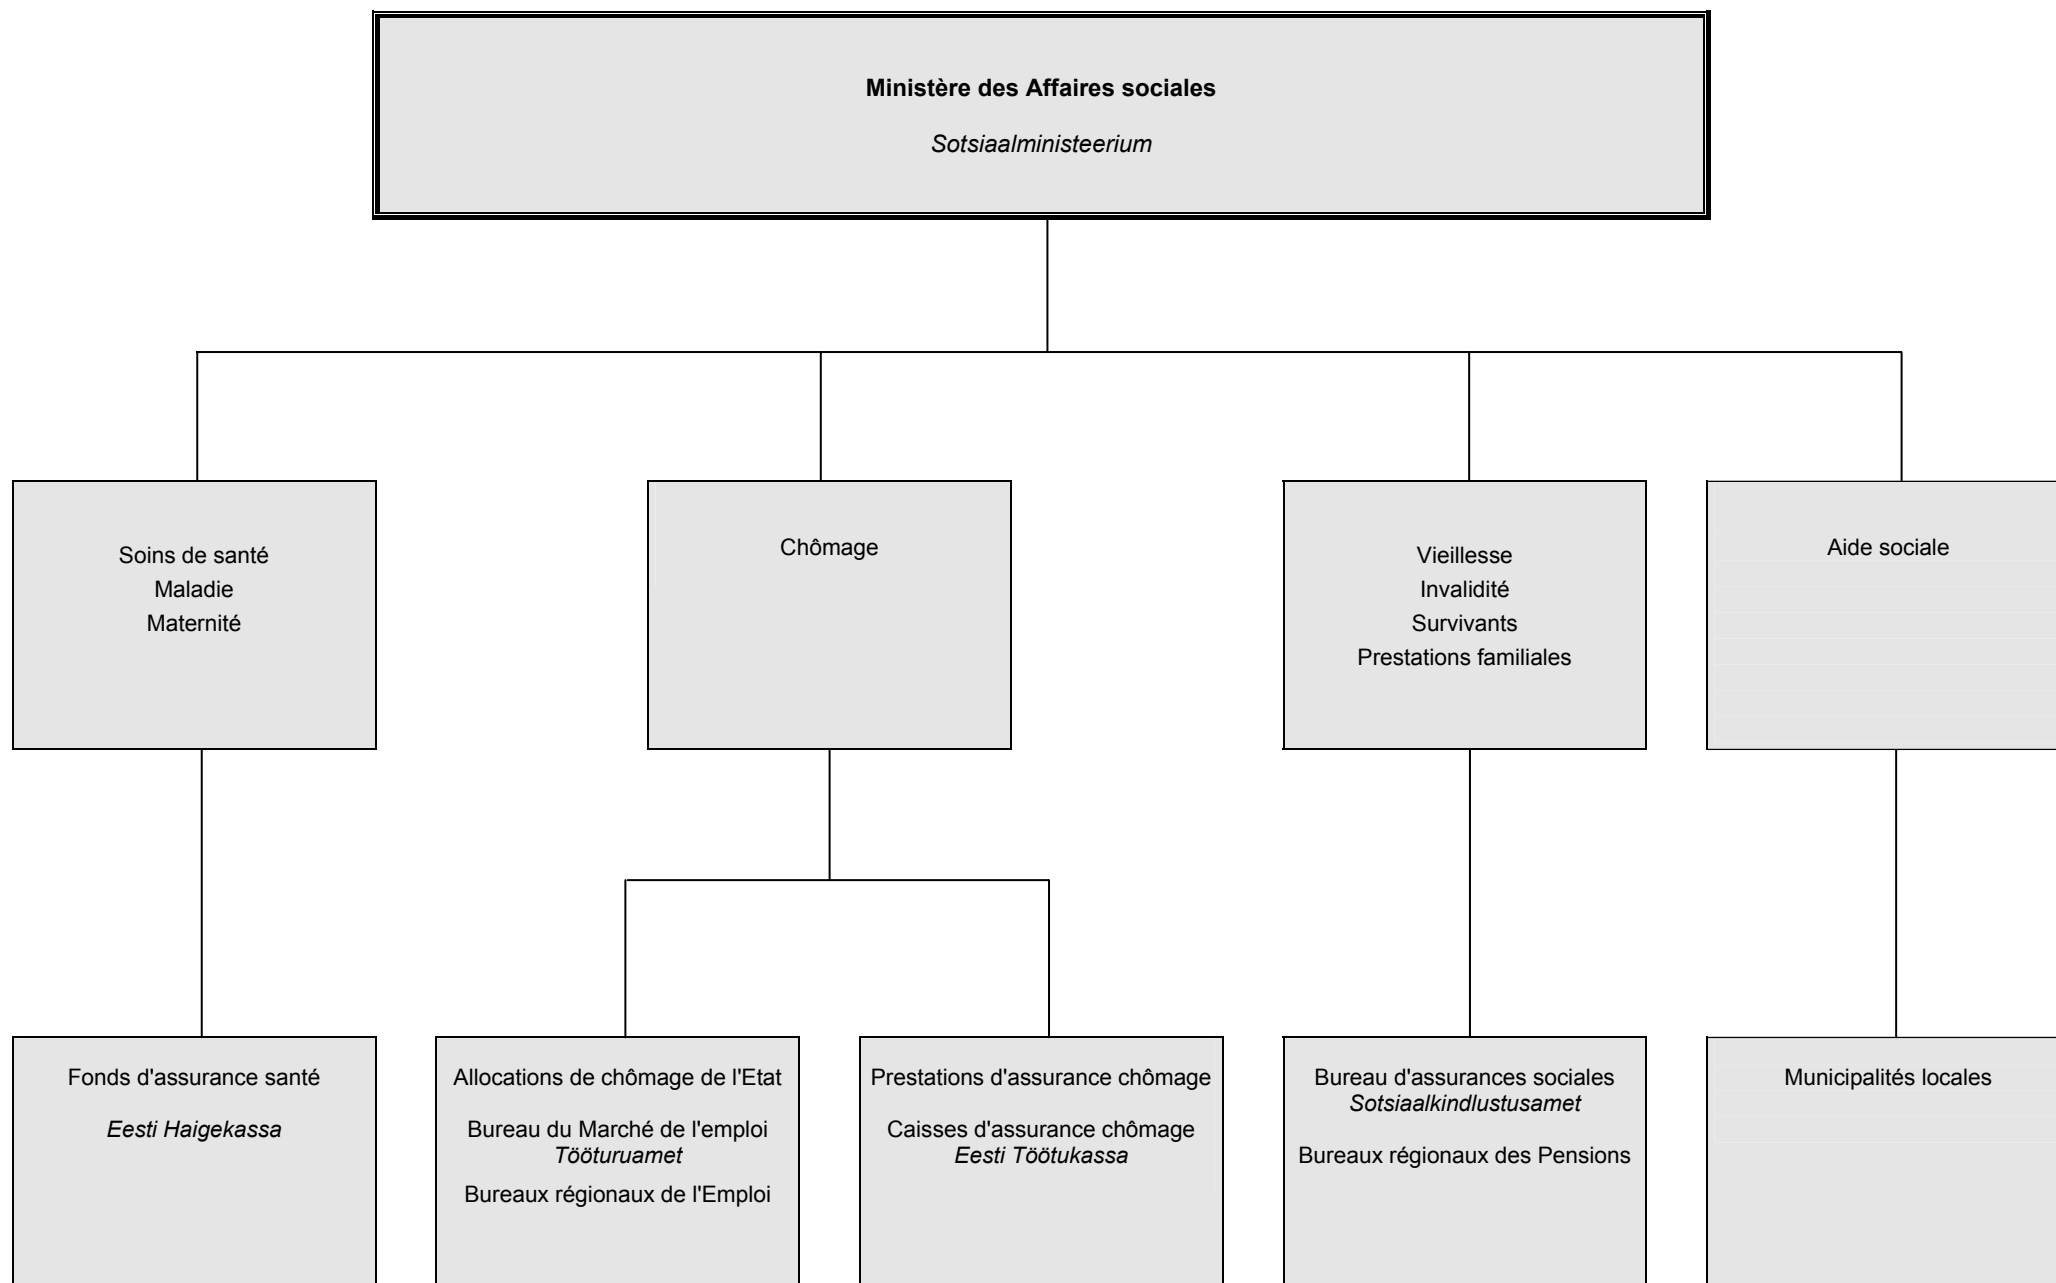 Ministère des Affaires sociales
Sotsiaalministeerium
Soins de santé
Maladie
Maternité
Chômage
Vieillesse
Invalidité
Survivants
Prestations familiales
Aide sociale
Fonds d'assurance santé
Eesti Haigekassa
Allocations de chômage de l'Etat
Bureau du Marché de l'emploi
Tööturuamet
Bureaux régionaux de l'Emploi
Prestations d'assurance chômage
Caisses d'assurance chômage
Eesti Töötukassa
Bureau d'assurances sociales
Sotsiaalkindlustusamet
Bureaux régionaux des Pensions
Municipalités locales